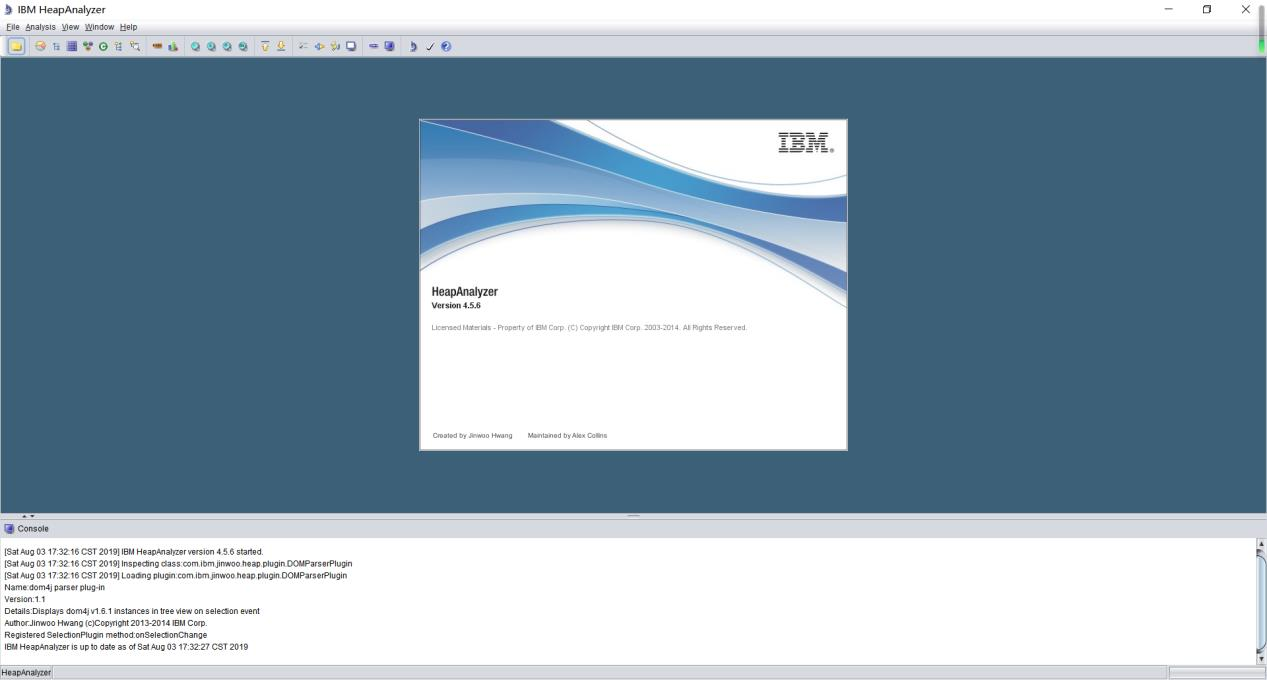 IBM HeapAnalyzer
File Analysis View Window Help
IBM®
HeapAnalyzer
Version 4.5.6
Licensed Materials - Property of IBM Corp. (C) Copyright IBM Corp. 2003-2014. All Rights Reserved.
Created by Jinwoo Hwang Maintained by Alex Collins
Console
[Sat Aug 03 17:32:16 CST 2019] IBM HeapAnalyzer version 4.5.6 started.
[Sat Aug 03 17:32:16 CST 2019] Inspecting class:com.ibm.jinwoo.heap.plugin.DOMParserPlugin
[Sat Aug 03 17:32:16 CST 2019] Loading plugin:com.ibm.jinwoo.heap.plugin.DOMParserPlugin
Name:dom4j parser plug-in
Version:1.1
Details:Displays dom4j v1.6.1 instances in tree view on selection event
Author:Jinwoo Hwang (c)Copyright 2013-2014 IBM Corp.
Registered SelectionPlugin method:onSelectionChange
IBM HeapAnalyzer is up to date as of Sat Aug 03 17:32:27 CST 2019
HeapAnalyzer